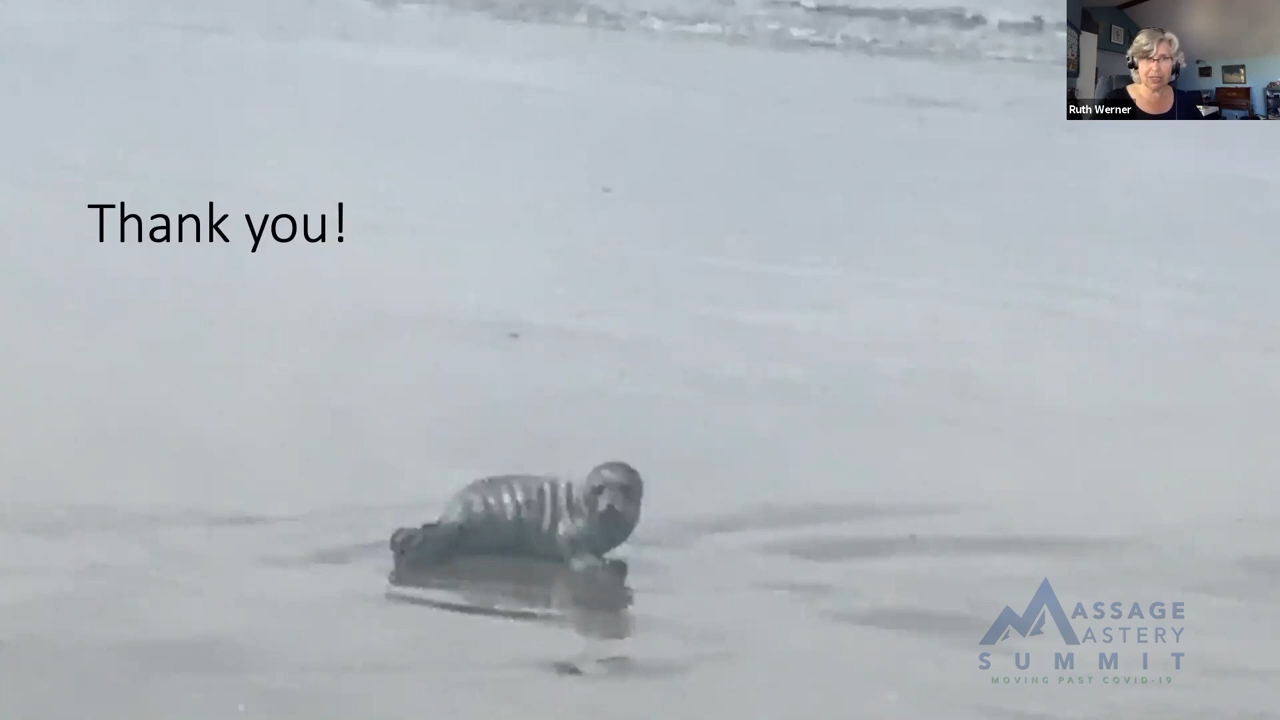 Ruth Werner
Thank you!
MASSAGE
MASTERY
SUMMIT
MOVING PAST COVID-19